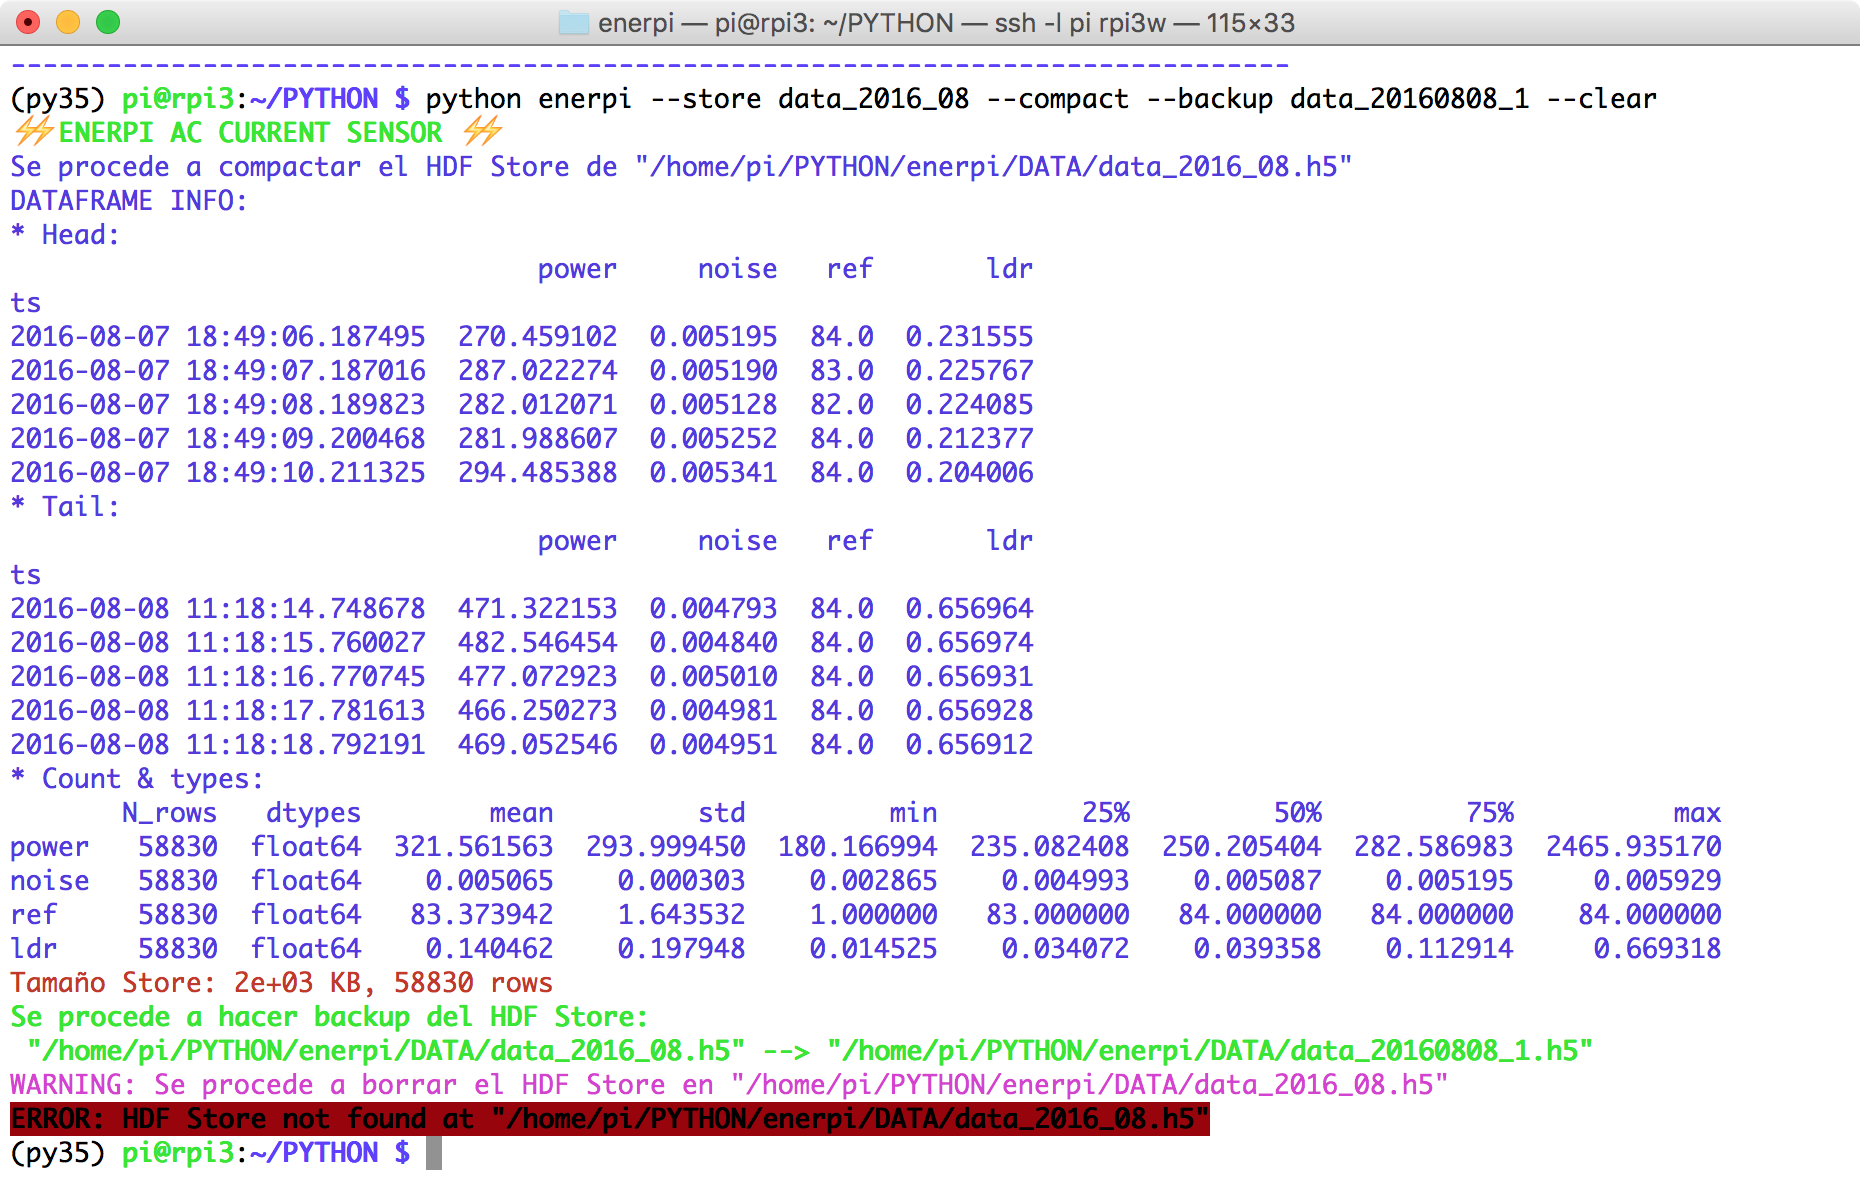 enerpi — pi@rpi3: ~/PYTHON — ssh -l pi rpi3w — 115×33
--------------------------------------------------------------------------------
(py35) pi@rpi3:~/PYTHON $ python enerpi --store data_2016_08 --compact --backup data_20160808_1 --clear
⚡⚡ENERPI AC CURRENT SENSOR ⚡⚡
Se procede a compactar el HDF Store de "/home/pi/PYTHON/enerpi/DATA/data_2016_08.h5"
DATAFRAME INFO:
* Head:
power noise ref ldr
ts
2016-08-07 18:49:06.187495 270.459102 0.005195 84.0 0.231555
2016-08-07 18:49:07.187016 287.022274 0.005190 83.0 0.225767
2016-08-07 18:49:08.189823 282.012071 0.005128 82.0 0.224085
2016-08-07 18:49:09.200468 281.988607 0.005252 84.0 0.212377
2016-08-07 18:49:10.211325 294.485388 0.005341 84.0 0.204006
* Tail:
power noise ref ldr
ts
2016-08-08 11:18:14.748678 471.322153 0.004793 84.0 0.656964
2016-08-08 11:18:15.760027 482.546454 0.004840 84.0 0.656974
2016-08-08 11:18:16.770745 477.072923 0.005010 84.0 0.656931
2016-08-08 11:18:17.781613 466.250273 0.004981 84.0 0.656928
2016-08-08 11:18:18.792191 469.052546 0.004951 84.0 0.656912
* Count & types:
N_rows dtypes mean std min 25% 50% 75% max
power 58830 float64 321.561563 293.999450 180.166994 235.082408 250.205404 282.586983 2465.935170
noise 58830 float64 0.005065 0.000303 0.002865 0.004993 0.005087 0.005195 0.005929
ref 58830 float64 83.373942 1.643532 1.000000 83.000000 84.000000 84.000000 84.000000
ldr 58830 float64 0.140462 0.197948 0.014525 0.034072 0.039358 0.112914 0.669318
Tamaño Store: 2e+03 KB, 58830 rows
Se procede a hacer backup del HDF Store:
"/home/pi/PYTHON/enerpi/DATA/data_2016_08.h5" --> "/home/pi/PYTHON/enerpi/DATA/data_20160808_1.h5"
WARNING: Se procede a borrar el HDF Store en "/home/pi/PYTHON/enerpi/DATA/data_2016_08.h5"
ERROR: HDF Store not found at "/home/pi/PYTHON/enerpi/DATA/data_2016_08.h5"
(py35) pi@rpi3:~/PYTHON $